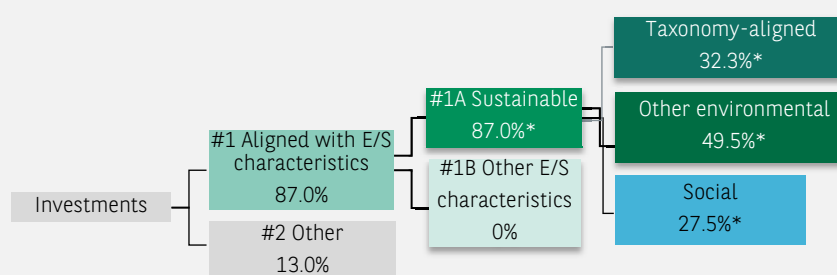 Investments
#1 Aligned with E/S
characteristics
87.0%
#2 Other
13.0%
#1A Sustainable
87.0%*
#1B Other E/S
characteristics
0%
Taxonomy-aligned
32.3%*
Other environmental
49.5%*
Social
27.5%*